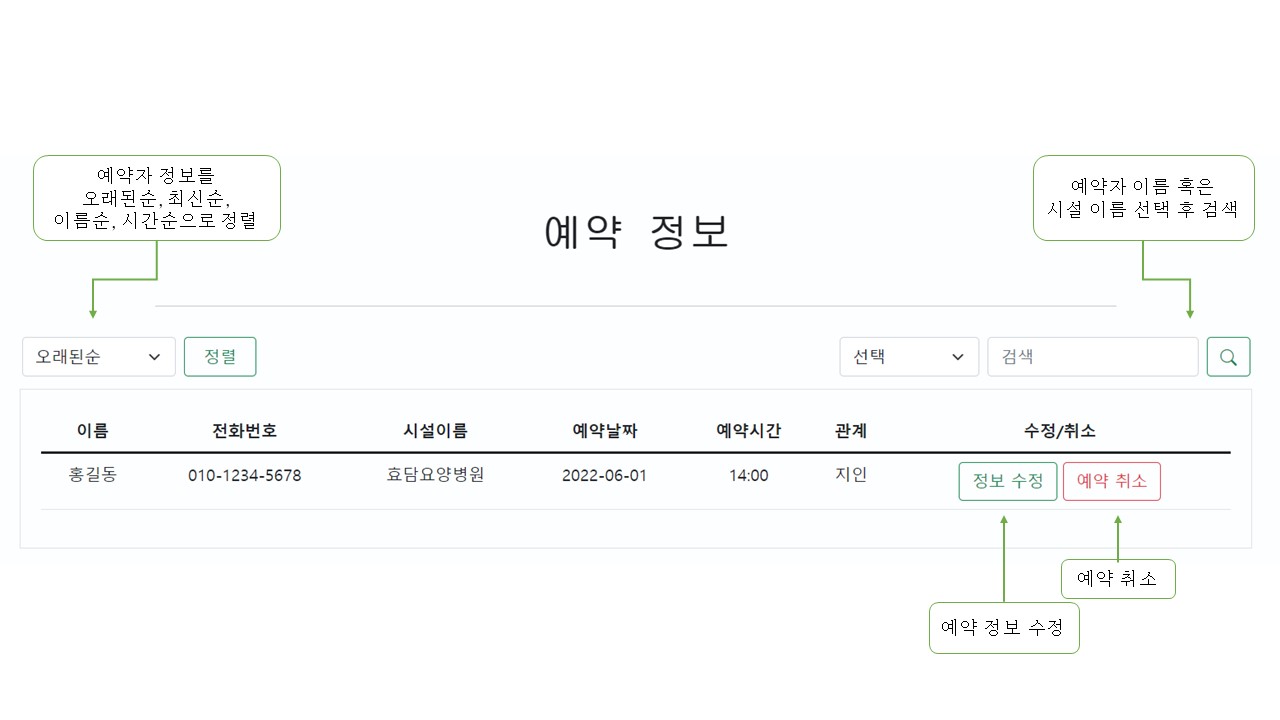 예약자 정보를
오래된순, 최신순,
이름순, 시간순으로 정렬
예약자 이름 혹은
시설 이름 선택 후 검색
예약 정보
오래된순
정렬
선택
검색
이름 전화번호 시설이름 예약날짜 예약시간 관계 수정/취소
홍길동 010-1234-5678 효담요양병원 2022-06-01 14:00 지인 정보 수정 예약 취소
예약 취소
예약 정보 수정